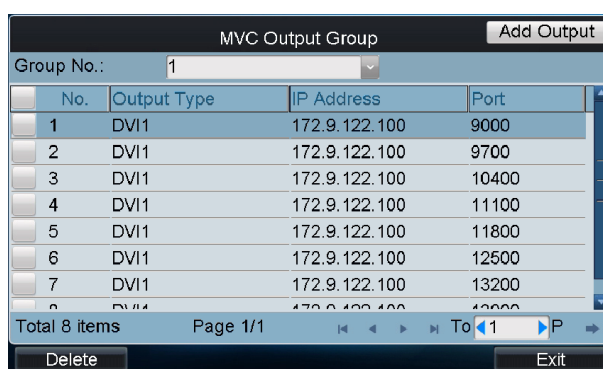 MVC Output Group Add Output
Group No.: 1
No. Output Type IP Address Port
1 DVI1 172.9.122.100 9000
2 DVI1 172.9.122.100 9700
3 DVI1 172.9.122.100 10400
4 DVI1 172.9.122.100 11100
5 DVI1 172.9.122.100 11800
6 DVI1 172.9.122.100 12500
7 DVI1 172.9.122.100 13200
Total 8 items Page 1/1 To 1 P
Delete Exit